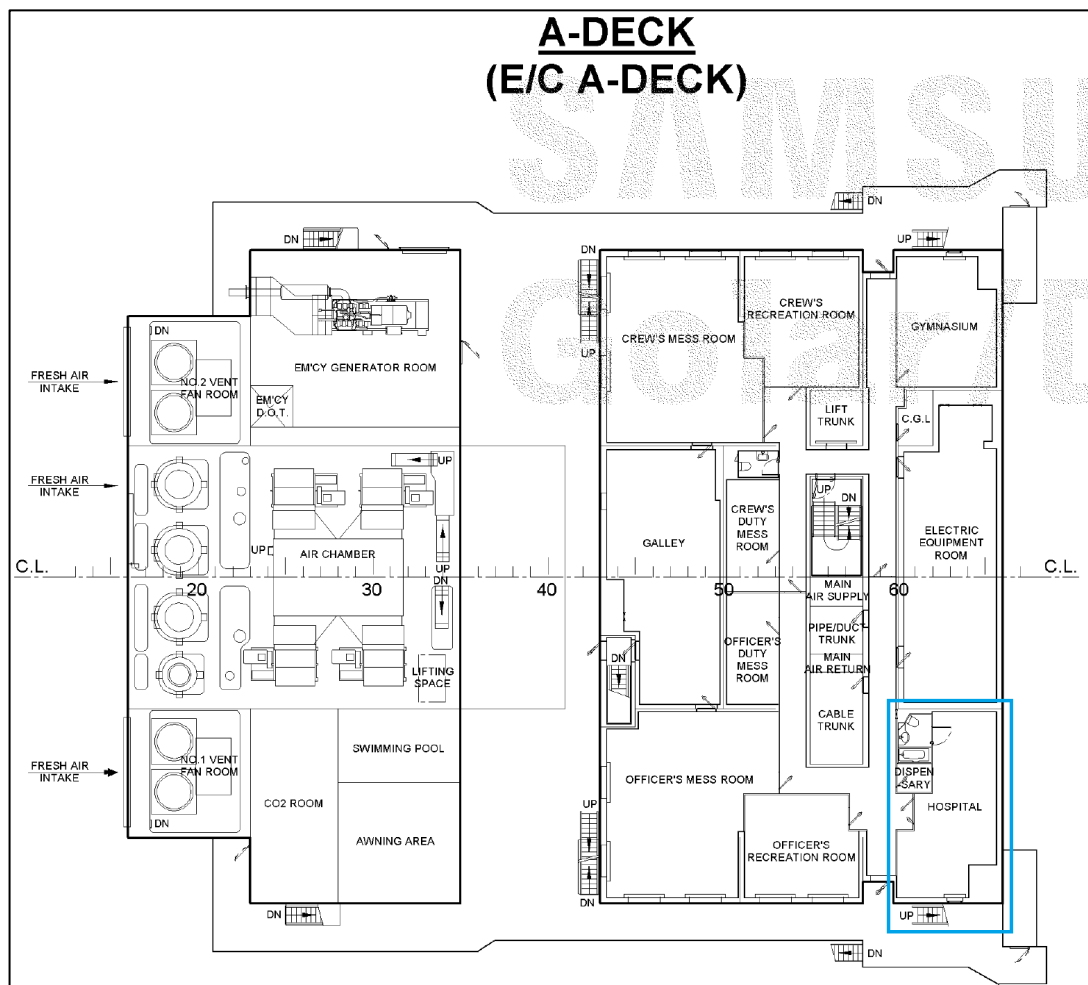 A-DECK
(E/C A-DECK)
SAMSU
DN
DN
DN
UP
CREW'S
RECREATION ROOM
GYMNASIUM
CREW'S MESS ROOM
UP
DN
FRESH AIR
INTAKE
NO.2 VENT
FAN ROOM
EM'CY GENERATOR ROOM
EM'CY
D.O.T.
LIFT
TRUNK
C.G.L
FRESH AIR
INTAKE
UP
CREW'S
DUTY
MESS
ROOM
UP
DN
ELECTRIC
EQUIPMENT
ROOM
GALLEY
UP
AIR CHAMBER
UP
DN
C.L.
C.L.
20
30
40
50
60
MAIN
AIR SUPPLY
PIPE/DUCT
TRUNK
MAIN
AIR RETURN
OFFICER'S
DUTY
MESS
ROOM
DN
LIFTING
SPACE
CABLE
TRUNK
FRESH AIR
INTAKE
NO.1 VENT
FAN ROOM
DN
SWIMMING POOL
CO2 ROOM
AWNING AREA
OFFICER'S MESS ROOM
DISPEN
SARY
HOSPITAL
UP
DN
OFFICER'S
RECREATION ROOM
DN
UP
DN